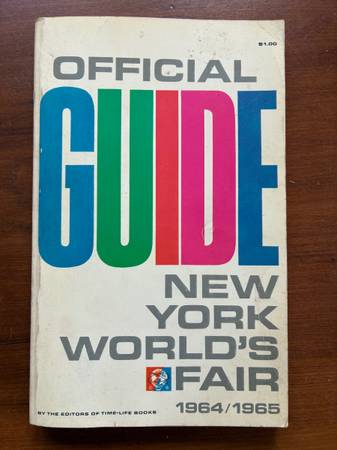 $1.00
OFFICIAL
GUIDE
NEW
YORK
WORLD'S
FAIR
1964/1965
BY THE EDITORS OF TIME-LIFE BOOKS